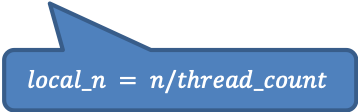 local_n = n/thread_count